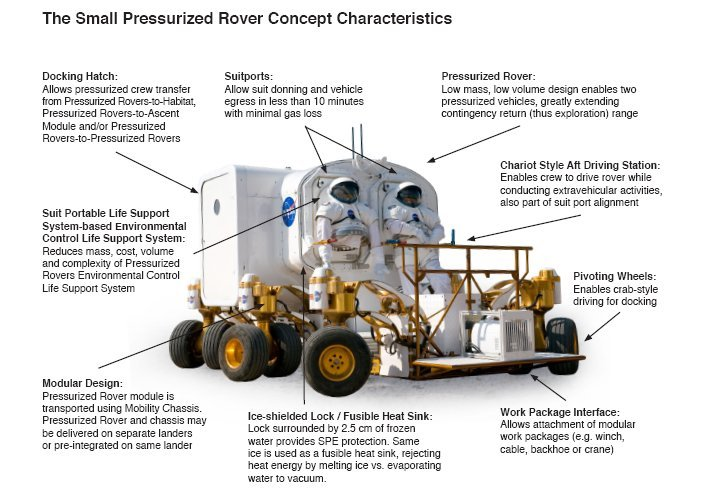 The Small Pressurized Rover Concept Characteristics
Docking Hatch:
Allows pressurized crew transfer
from Pressurized Rovers-to-Habitat,
Pressurized Rovers-to-Ascent
Module and/or Pressurized
Rovers-to-Pressurized Rovers
Suitports:
Allow suit donning and vehicle
egress in less than 10 minutes
with minimal gas loss
Pressurized Rover:
Low mass, low volume design enables two
pressurized vehicles, greatly extending
contingency return (thus exploration) range
Chariot Style Aft Driving Station:
Enables crew to drive rover while
conducting extravehicular activities,
also part of suit port alignment
Suit Portable Life Support
System-based Environmental
Control Life Support System:
Reduces mass, cost, volume
and complexity of Pressurized
Rovers Environmental Control
Life Support System
Pivoting Wheels:
Enables crab-style
driving for docking
Modular Design:
Pressurized Rover module is
transported using Mobility Chassis.
Pressurized Rover and chassis may
be delivered on separate landers
or pre-integrated on same lander
Ice-shielded Lock / Fusible Heat Sink:
Lock surrounded by 2.5 cm of frozen
water provides SPE protection. Same
ice is used as a fusible heat sink, rejecting
heat energy by melting ice vs. evaporating
water to vacuum.
Work Package Interface:
Allows attachment of modular
work packages (e.g. winch,
cable, backhoe or crane)